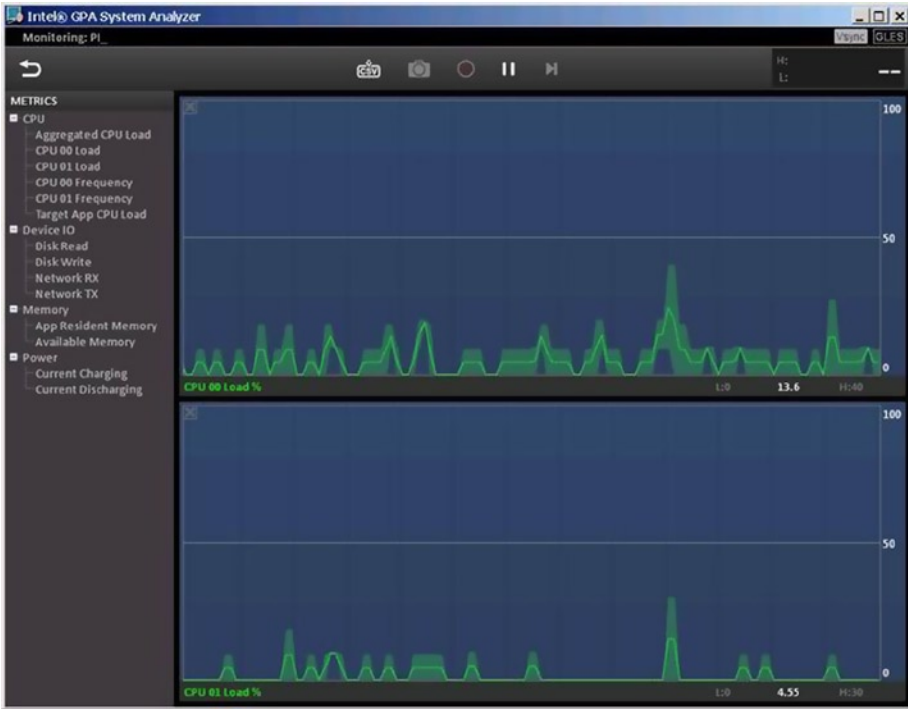 Intel® GPA System Analyzer
Monitoring: PI_
Vsync GLES
CSV
H:
L:
--
METRICS
CPU
Aggregated CPU Load
CPU 00 Load
CPU 01 Load
CPU 00 Frequency
CPU 01 Frequency
Target App CPU Load
Device IO
Disk Read
Disk Write
Network RX
Network TX
Memory
App Resident Memory
Available Memory
Power
Current Charging
Current Discharging
100
50
0
CPU 00 Load % L:0 13.6 H:40
100
50
0
CPU 01 Load % L:0 4.55 H:30